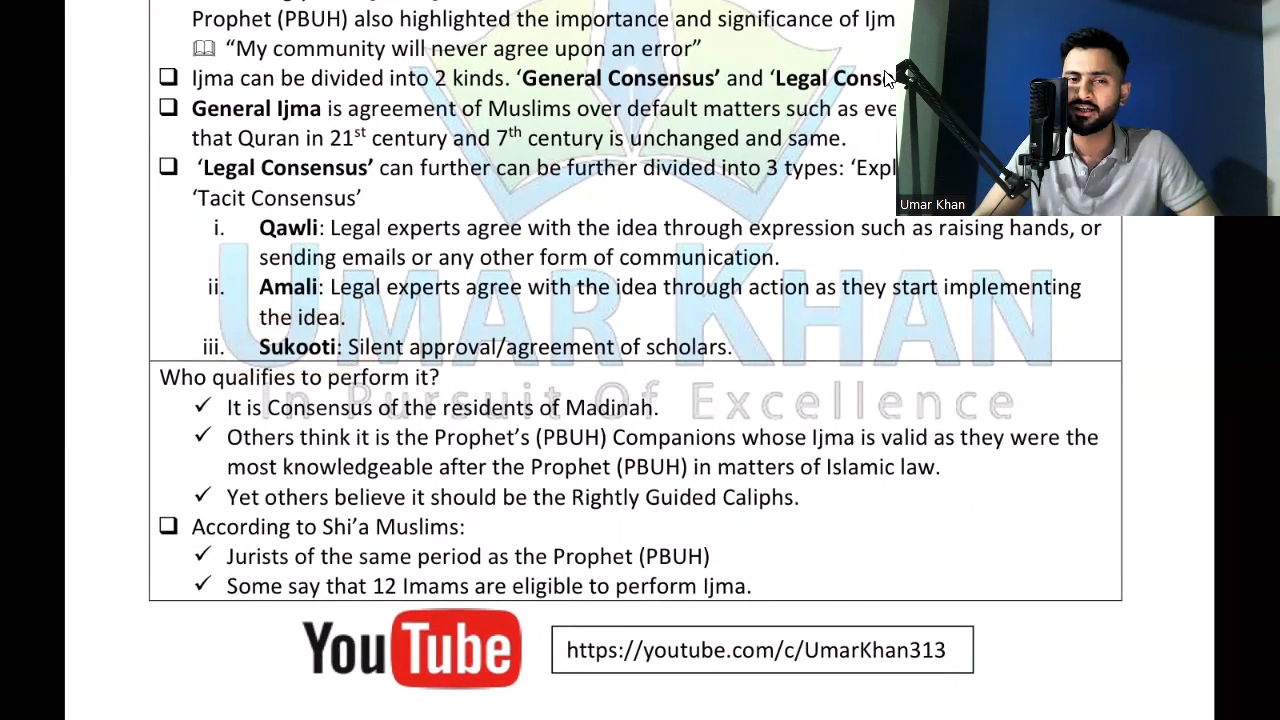 Prophet (PBUH) also highlighted the importance and significance of Ijm
“My community will never agree upon an error”
Ijma can be divided into 2 kinds. ‘General Consensus’ and ‘Legal Cons
General Ijma is agreement of Muslims over default matters such as eve
that Quran in 21st century and 7th century is unchanged and same.
‘Legal Consensus’ can further can be further divided into 3 types: ‘Expl
‘Tacit Consensus’
i. Qawli: Legal experts agree with the idea through expression such as raising hands, or
sending emails or any other form of communication.
ii. Amali: Legal experts agree with the idea through action as they start implementing
the idea.
iii. Sukooti: Silent approval/agreement of scholars.
Who qualifies to perform it?
✓ It is Consensus of the residents of Madinah.
✓ Others think it is the Prophet’s (PBUH) Companions whose Ijma is valid as they were the
most knowledgeable after the Prophet (PBUH) in matters of Islamic law.
✓ Yet others believe it should be the Rightly Guided Caliphs.
According to Shi’a Muslims:
✓ Jurists of the same period as the Prophet (PBUH)
✓ Some say that 12 Imams are eligible to perform Ijma.
YouTube
https://youtube.com/c/UmarKhan313
Umar Khan
UMAR KHAN
In Pursuit Of Excellence